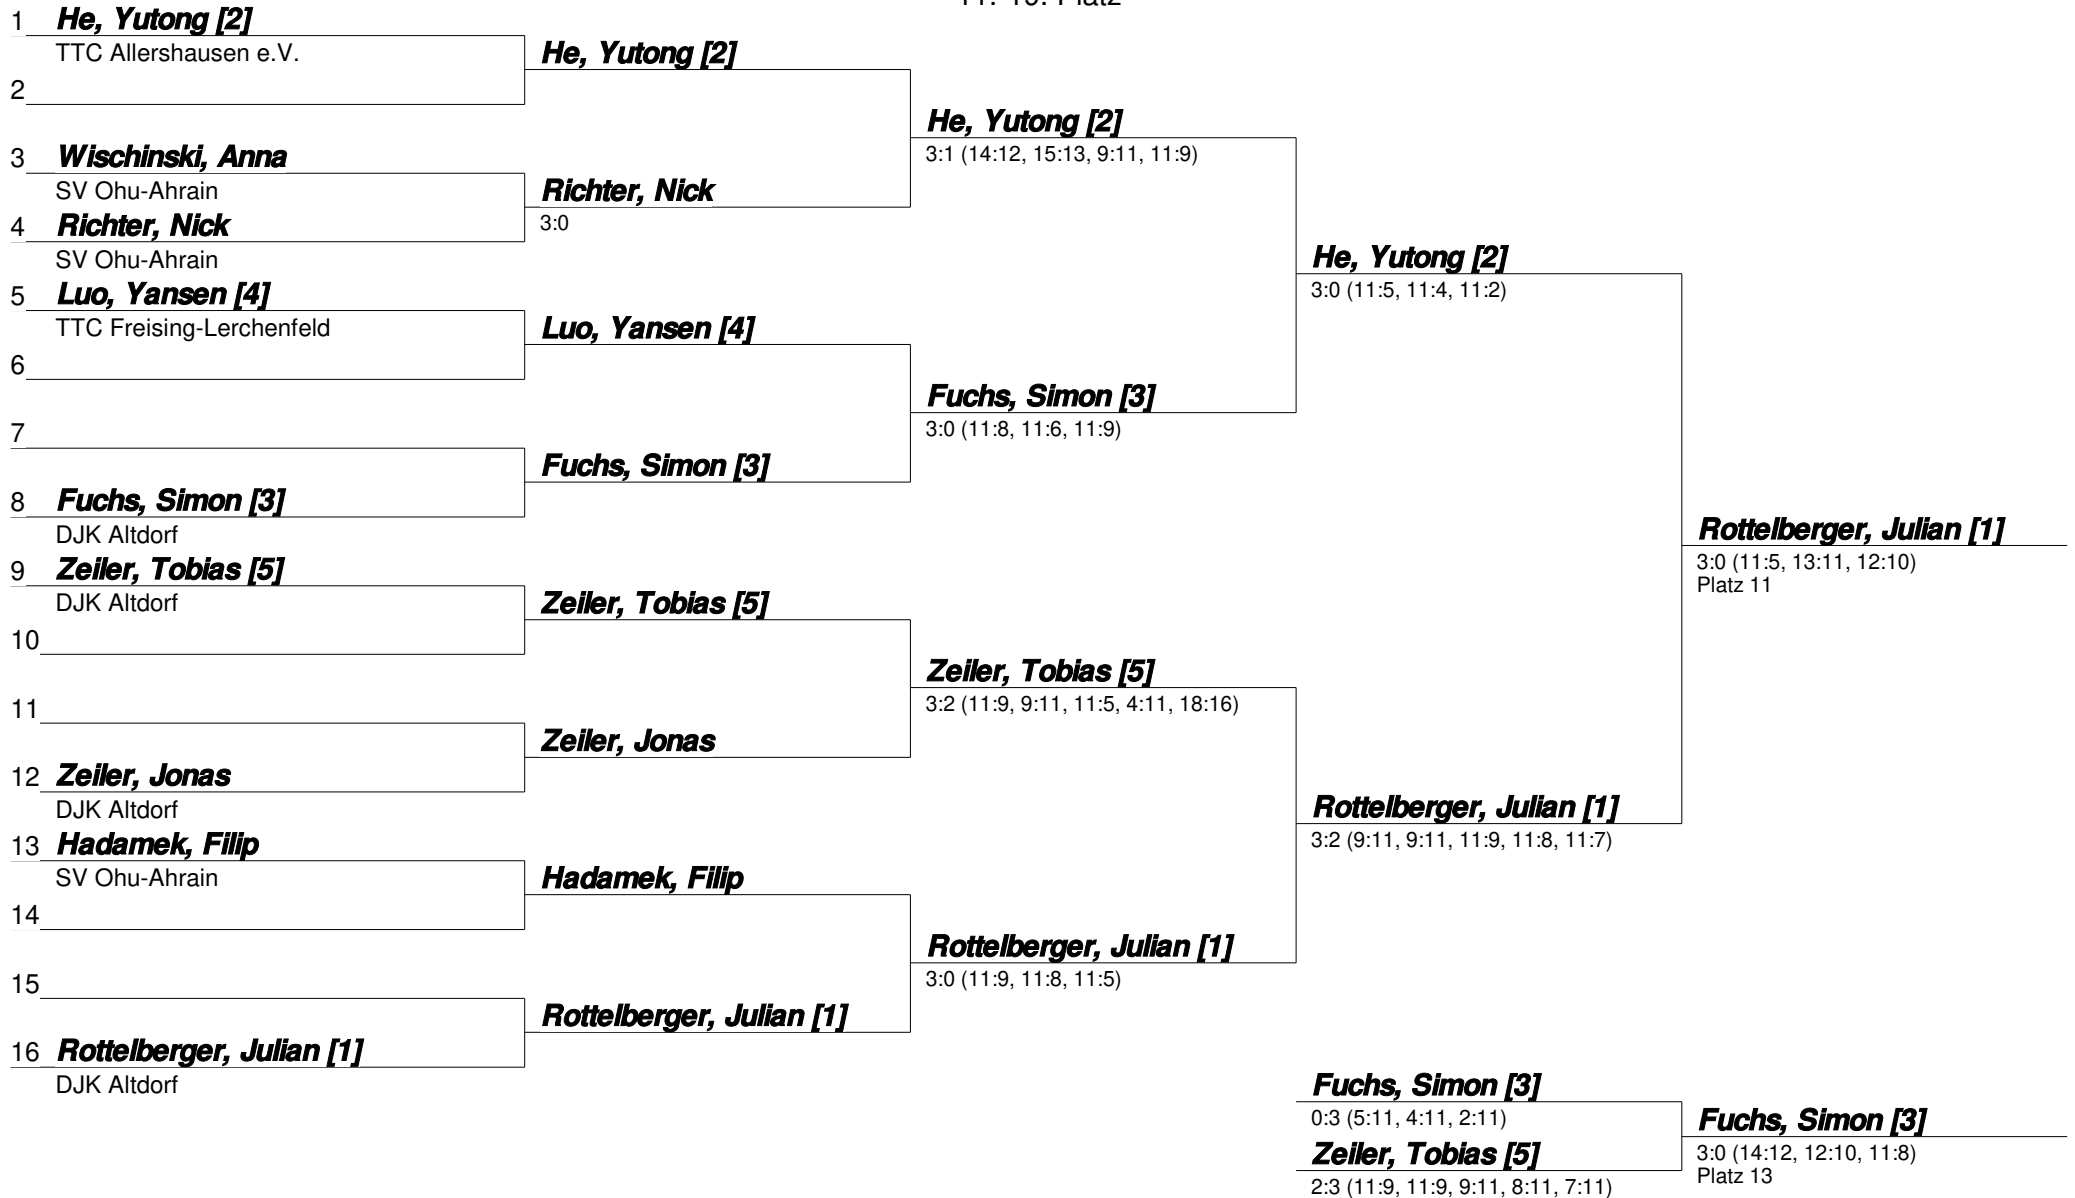 1 He, Yutong [2]
TTC Allershausen e.V.
2
3 Wischinski, Anna
SV Ohu-Ahrain
4 Richter, Nick
SV Ohu-Ahrain
5 Luo, Yansen [4]
TTC Freising-Lerchenfeld
6
7
8 Fuchs, Simon [3]
DJK Altdorf
9 Zeiler, Tobias [5]
DJK Altdorf
10
11
12 Zeiler, Jonas
DJK Altdorf
13 Hadamek, Filip
SV Ohu-Ahrain
14
15
16 Rottelberger, Julian [1]
DJK Altdorf
He, Yutong [2]
Richter, Nick
3:0
Luo, Yansen [4]
Fuchs, Simon [3]
Zeiler, Tobias [5]
Zeiler, Jonas
Hadamek, Filip
Rottelberger, Julian [1]
He, Yutong [2]
3:1 (14:12, 15:13, 9:11, 11:9)
Fuchs, Simon [3]
3:0 (11:8, 11:6, 11:9)
Zeiler, Tobias [5]
3:2 (11:9, 9:11, 11:5, 4:11, 18:16)
Rottelberger, Julian [1]
3:0 (11:9, 11:8, 11:5)
He, Yutong [2]
3:0 (11:5, 11:4, 11:2)
Rottelberger, Julian [1]
3:2 (9:11, 9:11, 11:9, 11:8, 11:7)
Rottelberger, Julian [1]
3:0 (11:5, 13:11, 12:10)
Platz 11
Fuchs, Simon [3]
0:3 (5:11, 4:11, 2:11)
Zeiler, Tobias [5]
2:3 (11:9, 11:9, 9:11, 8:11, 7:11)
Fuchs, Simon [3]
3:0 (14:12, 12:10, 11:8)
Platz 13